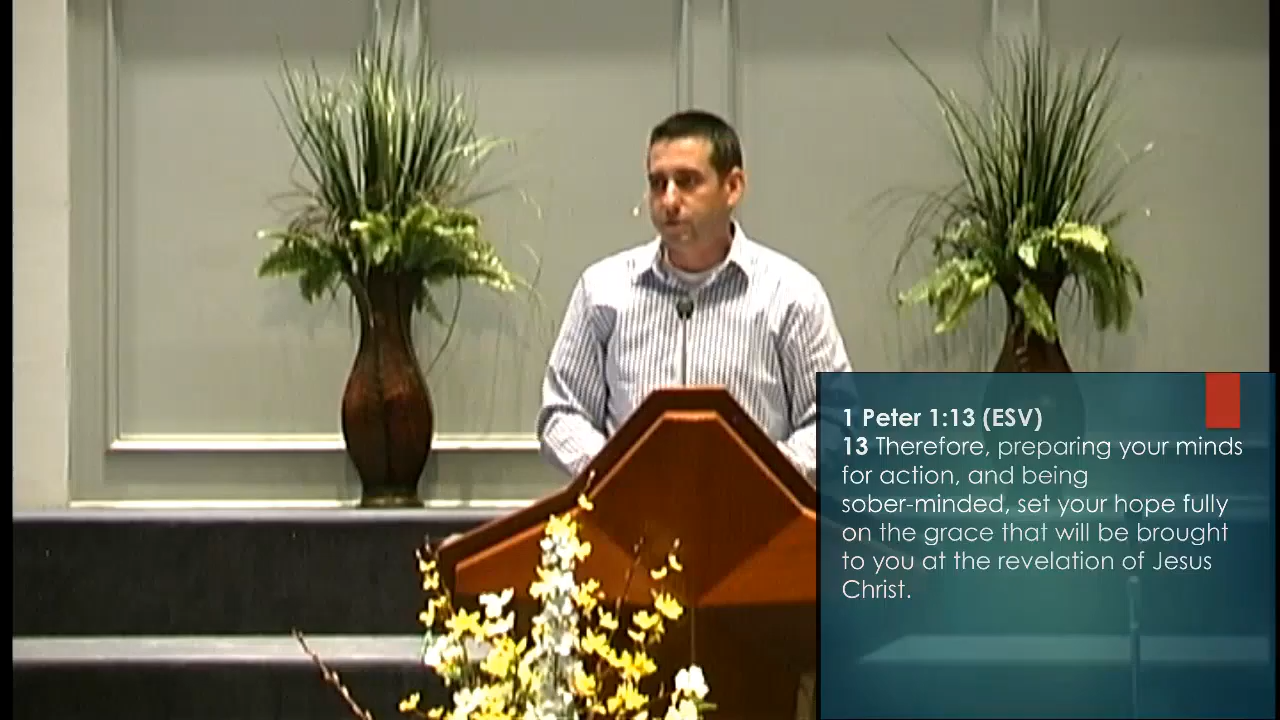 1 Peter 1:13 (ESV)
13 Therefore, preparing your minds
for action, and being
sober-minded, set your hope fully
on the grace that will be brought
to you at the revelation of Jesus
Christ.